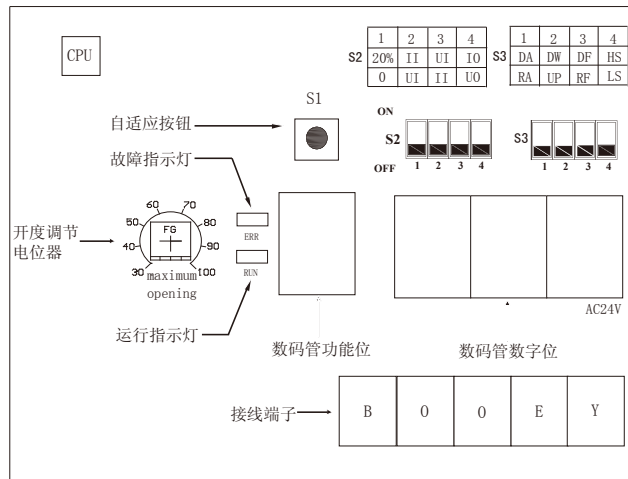 CPU
1 2 3 4
S2 20% II UI IO
0 UI II UO
1 2 3 4
S3 DA DW DF HS
RA UP RF LS
S1
自适应按钮
ON
S2
OFF 1 2 3 4
S3
1 2 3 4
故障指示灯
开度调节
电位器
30 40 50 60 70 80 90 100
FG
maximum
opening
ERR
RUN
运行指示灯
数码管功能位
数码管数字位
AC24V
接线端子
B O O E Y